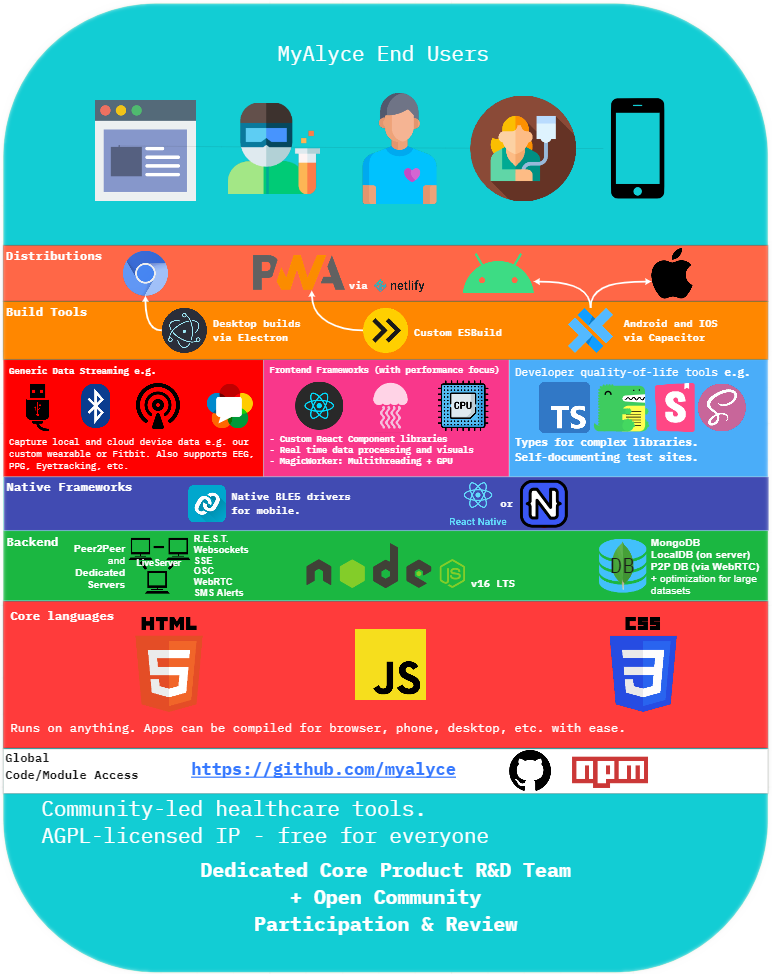 MyAlyce End Users
Distributions
PWA
via
netlify
Build Tools
Desktop builds
via Electron
Custom ESBuild
Android and IOS
via Capacitor
Generic Data Streaming e.g.
Capture local and cloud device data e.g. our
custom wearable or Fitbit. Also supports EEG,
PPG, Eyetracking, etc.
Frontend Frameworks (with performance focus)
CPU
- Custom React Component libraries
- Real time data processing and visuals
- MagicWorker: Multithreading + GPU
Developer quality-of-life tools e.g.
TS
S
Types for complex libraries.
Self-documenting test sites.
Native Frameworks
Native BLE5 drivers
for mobile.
React Native
or
N
Backend
Peer2Peer
and
Dedicated
Servers
LiveServer
R.E.S.T.
Websockets
SSE
OSC
WebRTC
SMS Alerts
node
JS
v16 LTS
DB
MongoDB
LocalDB (on server)
P2P DB (via WebRTC)
+ optimization for large
datasets
Core languages
HTML
5
JS
CSS
3
Runs on anything. Apps can be compiled for browser, phone, desktop, etc. with ease.
Global
Code/Module Access
https://github.com/myalyce
npm
Community-led healthcare tools.
AGPL-licensed IP - free for everyone
Dedicated Core Product R&D Team
+ Open Community
Participation & Review